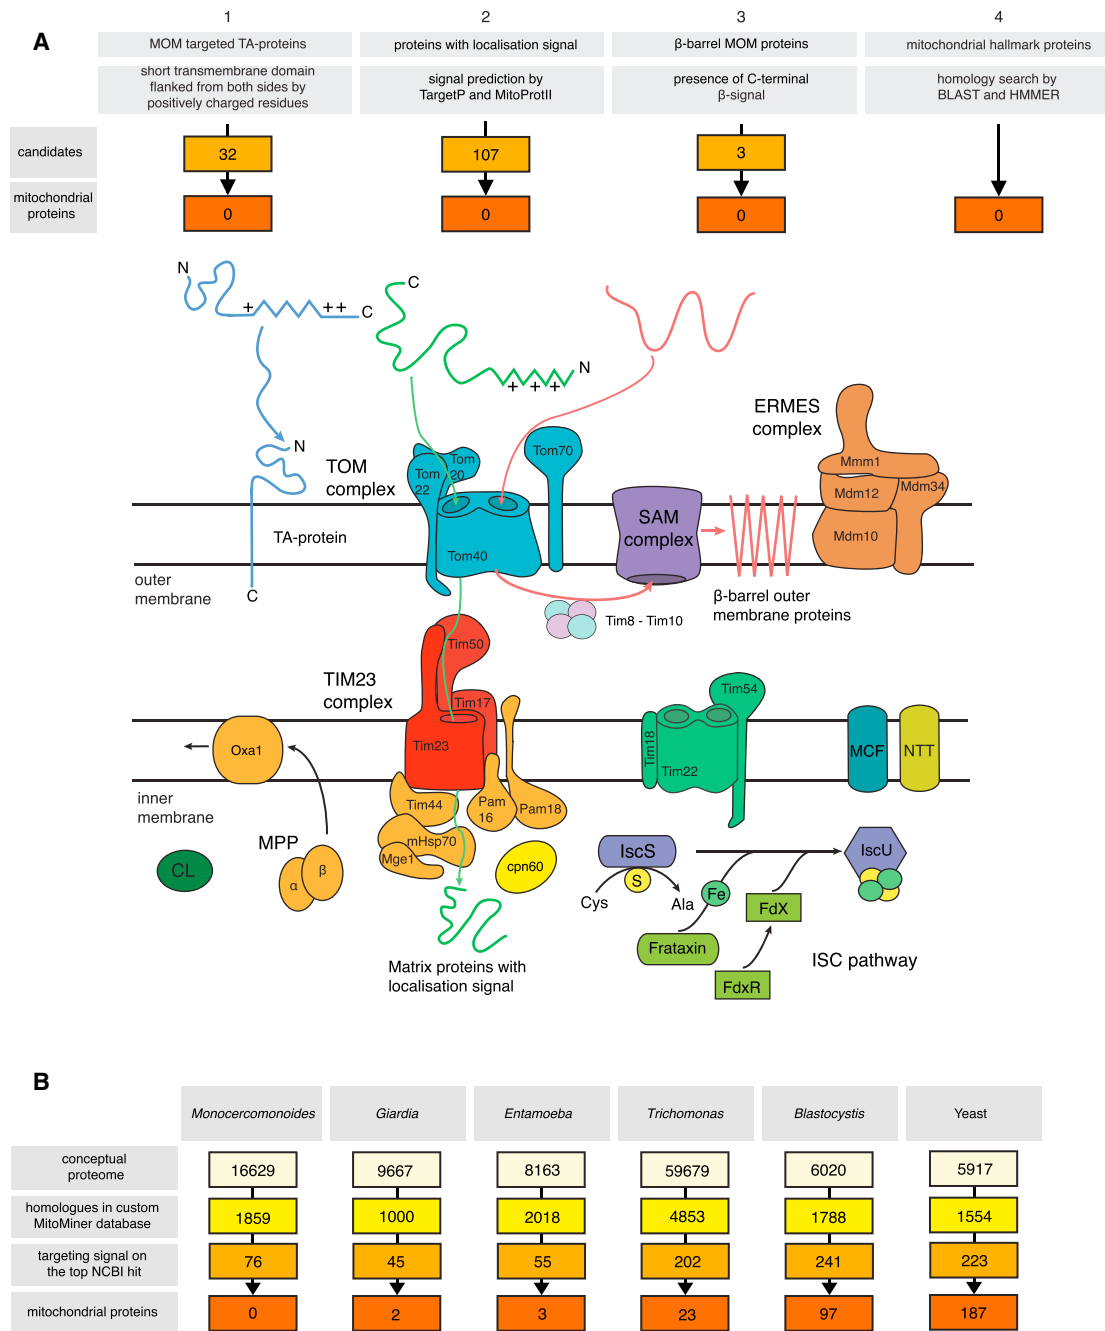 1 2 3 4
A
MOM targeted TA-proteins
proteins with localisation signal
β-barrel MOM proteins
mitochondrial hallmark proteins
short transmembrane domain
flanked from both sides by
positively charged residues
signal prediction by
TargetP and MitoProtII
presence of C-terminal
β-signal
homology search by
BLAST and HMMER
candidates
32 107 3
mitochondrial
proteins
0 0 0 0
N
+
++
C
C
N
+ + +
N
C
TA-protein
TOM
complex
Tom
20
Tom
22
Tom40
Tom70
SAM
complex
ERMES
complex
Mmm1
Mdm12
Mdm34
Mdm10
outer
membrane
β-barrel outer
membrane proteins
Tim8 - Tim10
TIM23
complex
Tim50
Tim17
Tim23
Tim54
Tim18
Tim22
Oxa1
MCF
NTT
inner
membrane
Tim44
Pam
16
Pam18
mHsp70
Mge1
MPP
α
β
CL
cpn60
IscS
S
Cys
Ala
Fe
Frataxin
FdX
FdxR
IscU
ISC pathway
Matrix proteins with
localisation signal
B
Monocercomonoides Giardia Entamoeba Trichomonas Blastocystis Yeast
conceptual
proteome
16629 9667 8163 59679 6020 5917
homologues in custom
MitoMiner database
1859 1000 2018 4853 1788 1554
targeting signal on
the top NCBI hit
76 45 55 202 241 223
mitochondrial proteins
0 2 3 23 97 187